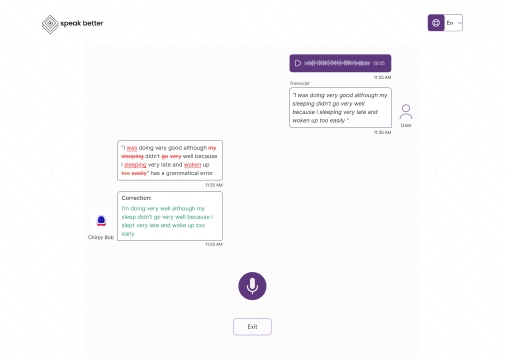 speak better
En
00:35
11:35 AM
Transcript:
"I was doing very good although my
sleeping didn't go very well
because i sleeping very late and
woken up too easily "
11:35 AM
User
"I was doing very good although my
sleeping didn't go very well because
i sleeping very late and woken up
too easily" has a grammatical error
11:35 AM
Correction:
I'm doing very well although my
sleep didn't go very well because I
slept very late and woke up too
early
Chirpy Bob
11:35 AM
Exit